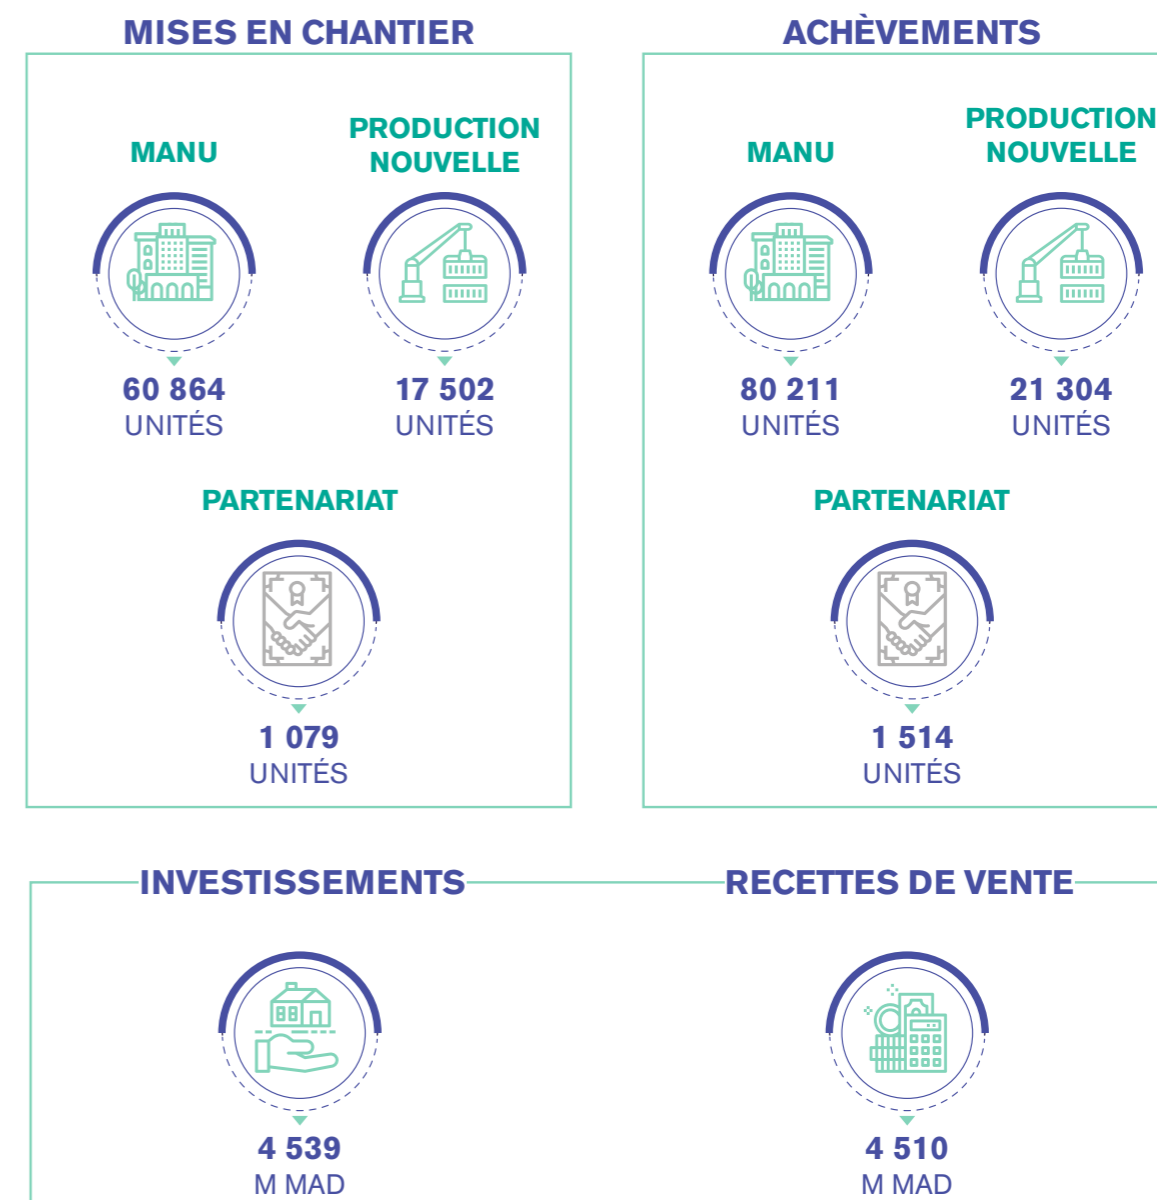 MISES EN CHANTIER
MANU
PRODUCTION
NOUVELLE
60 864
UNITÉS
17 502
UNITÉS
PARTENARIAT
1 079
UNITÉS
ACHÈVEMENTS
MANU
PRODUCTION
NOUVELLE
80 211
UNITÉS
21 304
UNITÉS
PARTENARIAT
1 514
UNITÉS
INVESTISSEMENTS
4 539
M MAD
RECETTES DE VENTE
4 510
M MAD